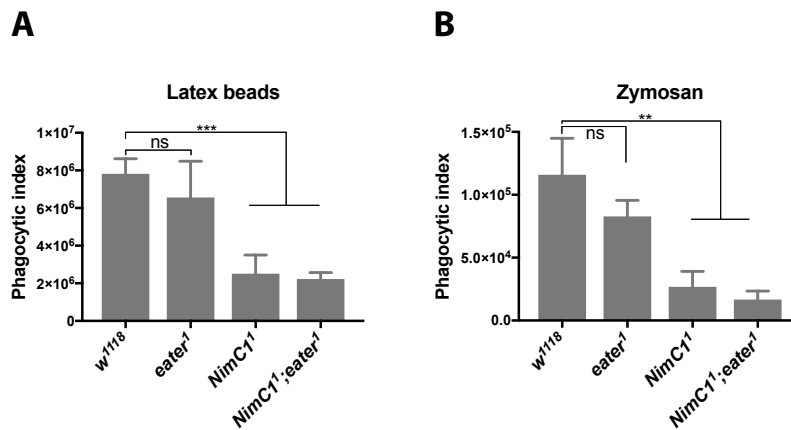 A
B
Latex beads
Zymosan
Phagocytic index
1×10⁷
8×10⁶
6×10⁶
4×10⁶
2×10⁶
0
***
ns
w¹¹¹⁸
eater¹
NimC1¹
NimC1¹;eater¹
Phagocytic index
1.5×10⁵
1.0×10⁵
5.0×10⁴
0.0
**
ns
w¹¹¹⁸
eater¹
NimC1¹
NimC1¹;eater¹